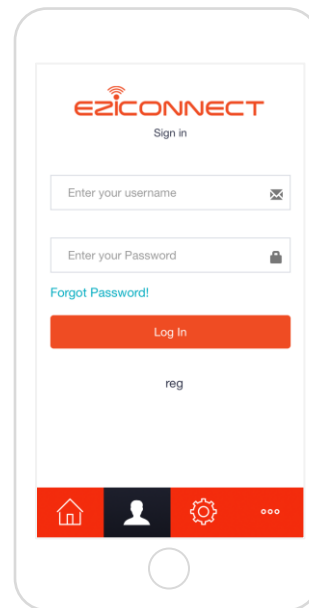 EZICONNECT
Sign in
Enter your username
Enter your Password
Forgot Password!
Log In
reg